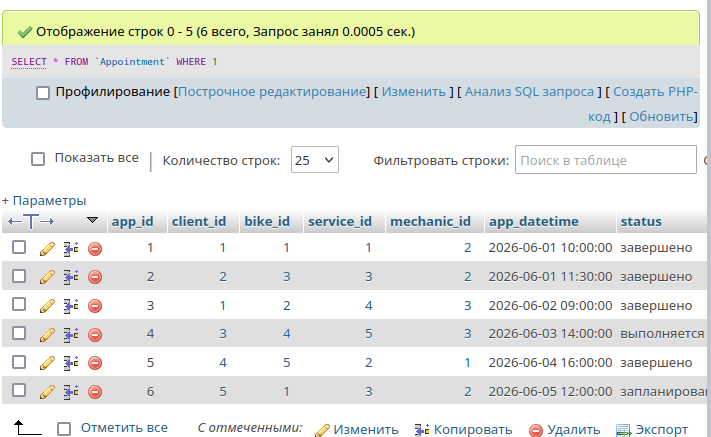 Отображение строк 0 - 5 (6 всего, Запрос занял 0.0005 сек.)
SELECT * FROM `Appointment` WHERE 1
Профилирование [Построчное редактирование] [ Изменить ] [ Анализ SQL запроса ] [ Создать PHP-
код ] [ Обновить]
Показать все Количество строк: 25 Фильтровать строки: Поиск в таблице
+ Параметры
app_id client_id bike_id service_id mechanic_id app_datetime status
1 1 1 1 2 2026-06-01 10:00:00 завершено
2 2 3 3 2 2026-06-01 11:30:00 завершено
3 1 2 4 3 2026-06-02 09:00:00 завершено
4 3 4 5 3 2026-06-03 14:00:00 выполняется
5 4 5 2 1 2026-06-04 16:00:00 завершено
6 5 1 3 2 2026-06-05 12:00:00 запланирова
Отметить все С отмеченными: Изменить Копировать Удалить Экспорт